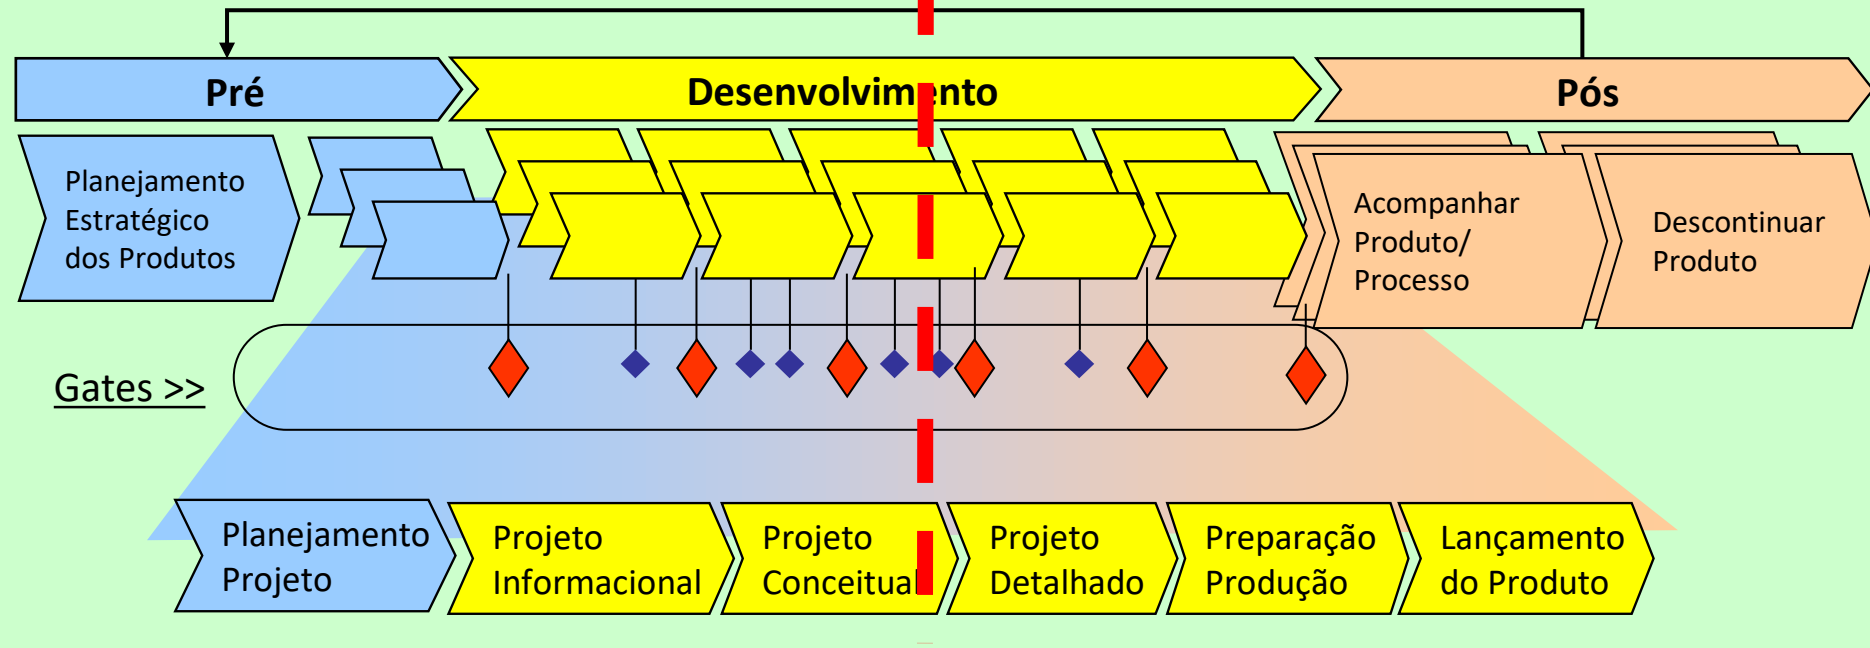 Pré
Desenvolvimento
Pós
Planejamento
Estratégico
dos Produtos
Acompanhar
Produto/
Processo
Descontinuar
Produto
Gates >>
Planejamento
Projeto
Projeto
Informacional
Projeto
Conceitual
Projeto
Detalhado
Preparação
Produção
Lançamento
do Produto